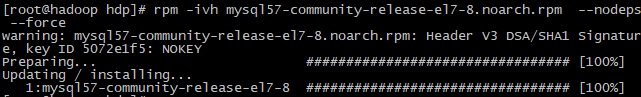 [root@hadoop hdp]# rpm -ivh mysql57-community-release-el7-8.noarch.rpm  --nodeps
 --force
warning: mysql57-community-release-el7-8.noarch.rpm: Header V3 DSA/SHA1 Signatur
e, key ID 5072e1f5: NOKEY
Preparing...                          ################################# [100%]
Updating / installing...
   1:mysql57-community-release-el7-8  ################################# [100%]